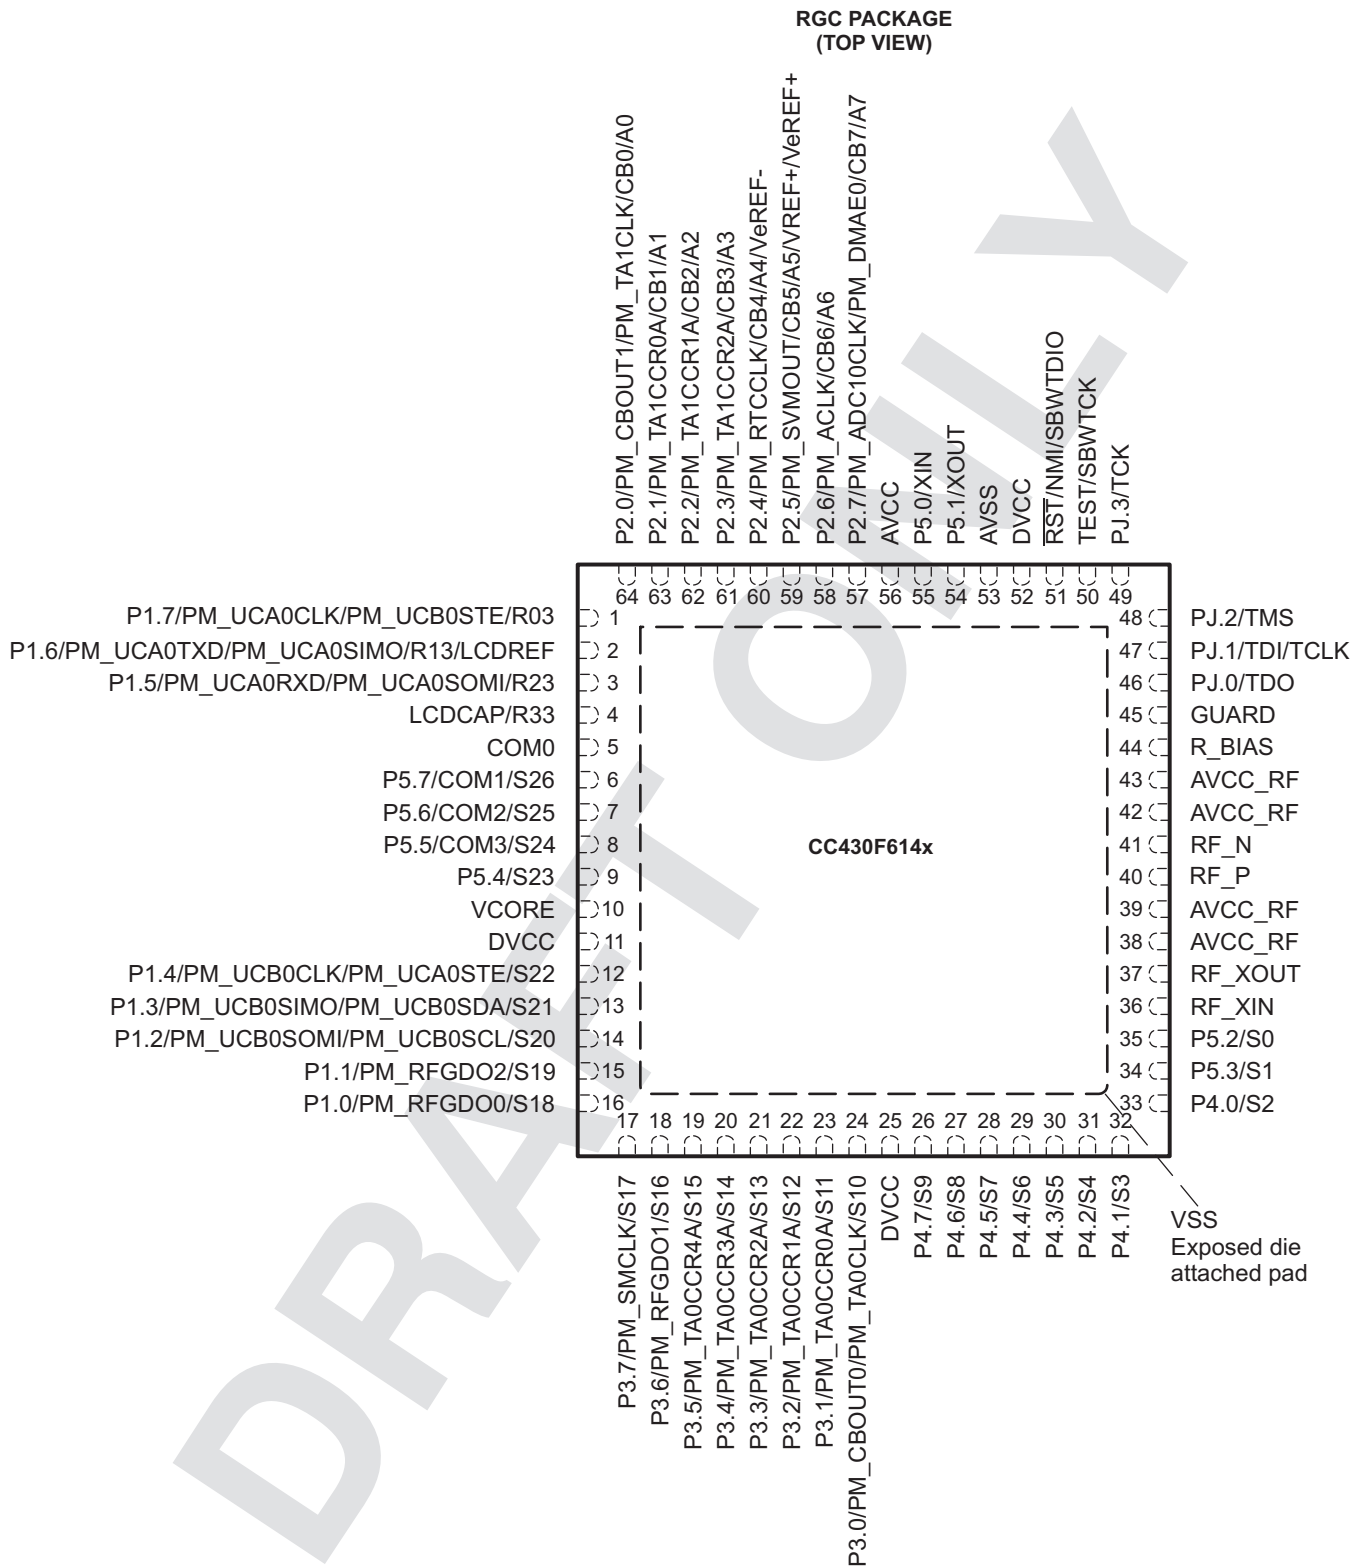 RGC PACKAGE
(TOP VIEW)
P2.0/PM_CBOUT1/PM_TA1CLK/CB0/A0
P2.1/PM_TA1CCR0A/CB1/A1
P2.2/PM_TA1CCR1A/CB2/A2
P2.3/PM_TA1CCR2A/CB3/A3
P2.4/PM_RTCCLK/CB4/A4/VeREF-
P2.5/PM_SVMOUT/CB5/A5/VREF+/VeREF+
P2.6/PM_ACLK/CB6/A6
P2.7/PM_ADC10CLK/PM_DMAE0/CB7/A7
AVCC
P5.0/XIN
P5.1/XOUT
AVSS
DVCC
RST/NMI/SBWTDIO
TEST/SBWTCK
PJ.3/TCK
64 63 62 61 60 59 58 57 56 55 54 53 52 51 50 49
P1.7/PM_UCA0CLK/PM_UCB0STE/R03 1
P1.6/PM_UCA0TXD/PM_UCA0SIMO/R13/LCDREF 2
P1.5/PM_UCA0RXD/PM_UCA0SOMI/R23 3
LCDCAP/R33 4
COM0 5
P5.7/COM1/S26 6
P5.6/COM2/S25 7
P5.5/COM3/S24 8
P5.4/S23 9
VCORE 10
DVCC 11
P1.4/PM_UCB0CLK/PM_UCA0STE/S22 12
P1.3/PM_UCB0SIMO/PM_UCB0SDA/S21 13
P1.2/PM_UCB0SOMI/PM_UCB0SCL/S20 14
P1.1/PM_RFGDO2/S19 15
P1.0/PM_RFGDO0/S18 16
CC430F614x
48 PJ.2/TMS
47 PJ.1/TDI/TCLK
46 PJ.0/TDO
45 GUARD
44 R_BIAS
43 AVCC_RF
42 AVCC_RF
41 RF_N
40 RF_P
39 AVCC_RF
38 AVCC_RF
37 RF_XOUT
36 RF_XIN
35 P5.2/S0
34 P5.3/S1
33 P4.0/S2
17 18 19 20 21 22 23 24 25 26 27 28 29 30 31 32
P3.7/PM_SMCLK/S17
P3.6/PM_RFGDO1/S16
P3.5/PM_TA0CCR4A/S15
P3.4/PM_TA0CCR3A/S14
P3.3/PM_TA0CCR2A/S13
P3.2/PM_TA0CCR1A/S12
P3.1/PM_TA0CCR0A/S11
P3.0/PM_CBOUT0/PM_TA0CLK/S10
DVCC
P4.7/S9
P4.6/S8
P4.5/S7
P4.4/S6
P4.3/S5
P4.2/S4
P4.1/S3
VSS
Exposed die
attached pad
DRAFT ONLY